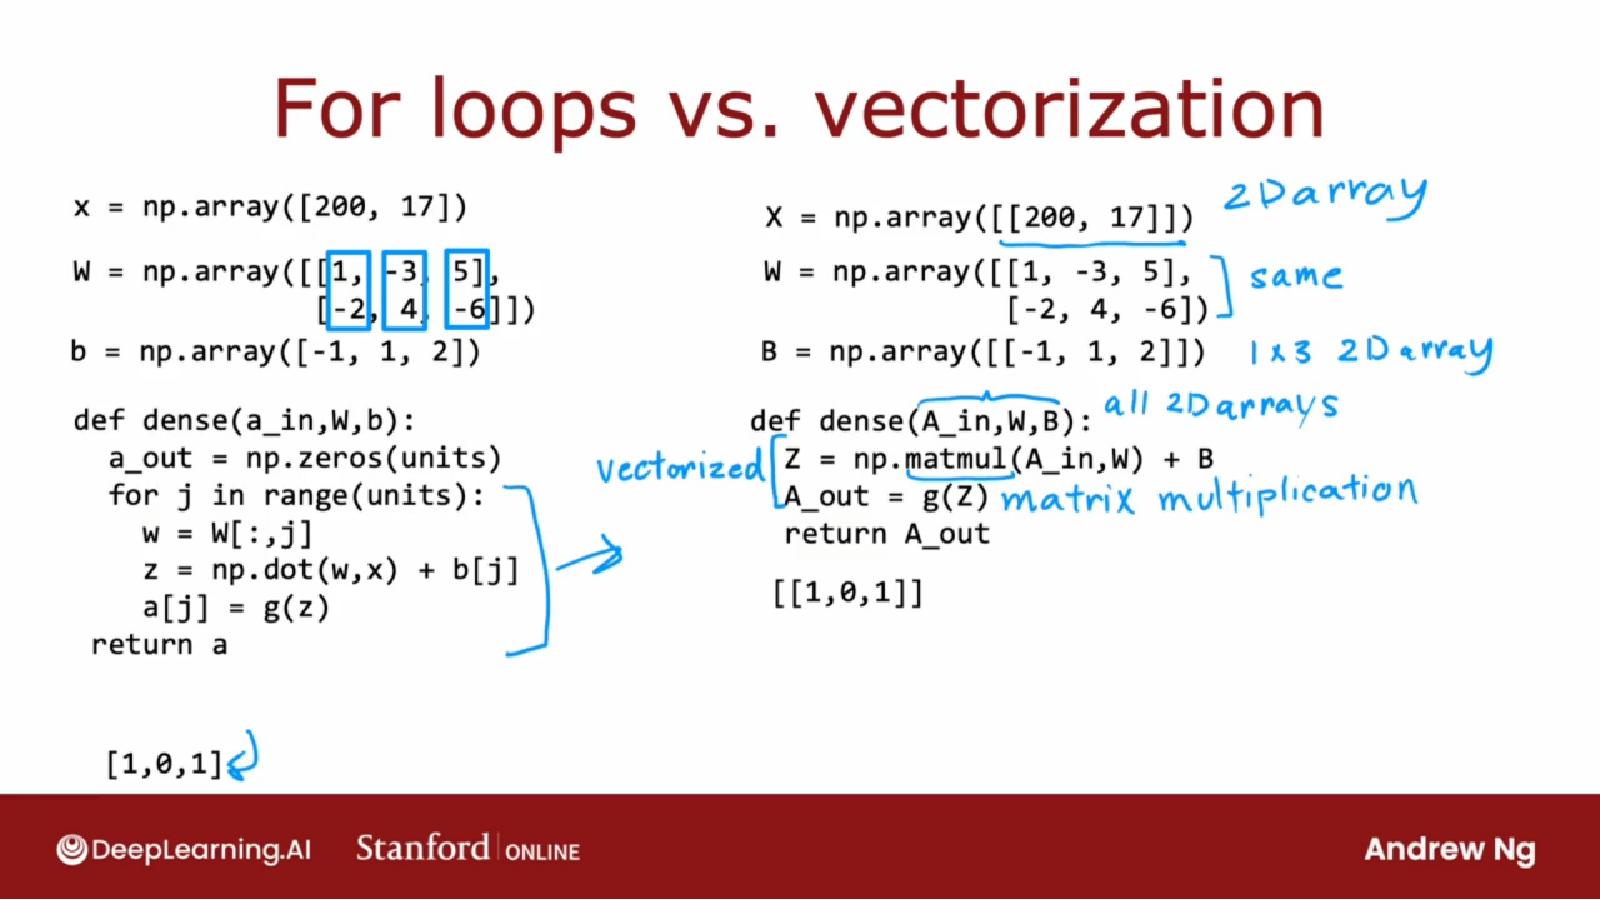 For loops vs. vectorization
x = np.array([200, 17])
W = np.array([[1, -3, 5],
[-2, 4, -6]])
b = np.array([-1, 1, 2])
def dense(a_in,W,b):
a_out = np.zeros(units)
for j in range(units):
w = W[:,j]
z = np.dot(w,x) + b[j]
a[j] = g(z)
return a
[1,0,1]
X = np.array([[200, 17]]) 2D array
W = np.array([[1, -3, 5], same
[-2, 4, -6])
B = np.array([[-1, 1, 2]]) 1 x 3 2D array
def dense(A_in,W,B): all 2D arrays
vectorized Z = np.matmul(A_in,W) + B
A_out = g(Z) matrix multiplication
return A_out
[[1,0,1]]
DeepLearning.AI Stanford ONLINE Andrew Ng